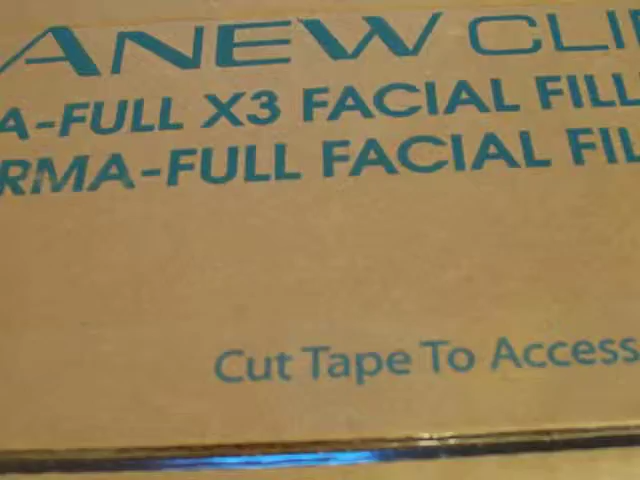 ANEW CLI
A-FULL X3 FACIAL FILL
RMA-FULL FACIAL FIL
Cut Tape To Access